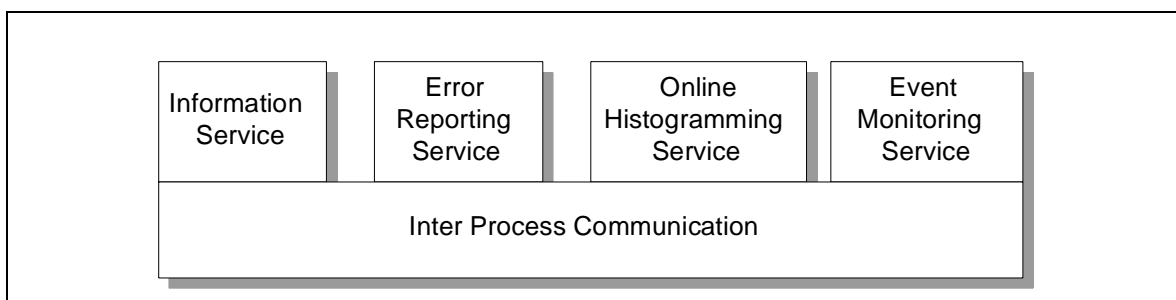 Information
Service
Error
Reporting
Service
Online
Histogramming
Service
Event
Monitoring
Service
Inter Process Communication